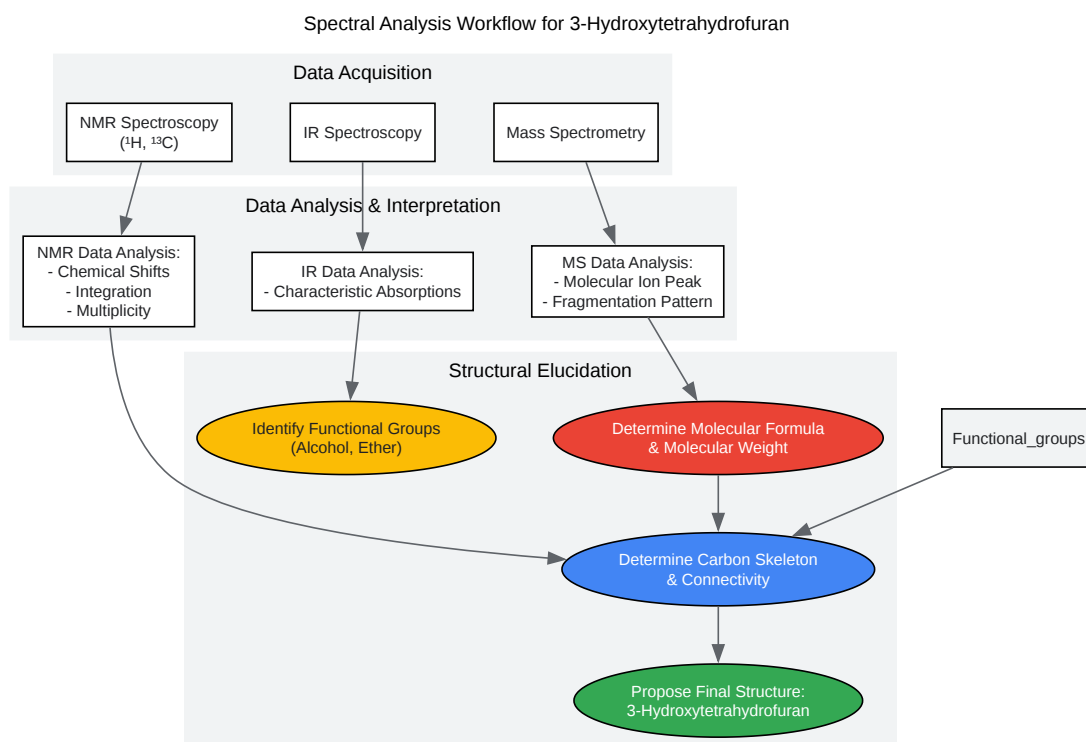 Spectral Analysis Workflow for 3-Hydroxytetrahydrofuran
Data Acquisition
NMR Spectroscopy
(¹H, ¹³C)
IR Spectroscopy
Mass Spectrometry
Data Analysis & Interpretation
NMR Data Analysis:
- Chemical Shifts
- Integration
- Multiplicity
IR Data Analysis:
- Characteristic Absorptions
MS Data Analysis:
- Molecular Ion Peak
- Fragmentation Pattern
Structural Elucidation
Identify Functional Groups
(Alcohol, Ether)
Determine Molecular Formula
& Molecular Weight
Functional_groups
Determine Carbon Skeleton
& Connectivity
Propose Final Structure:
3-Hydroxytetrahydrofuran